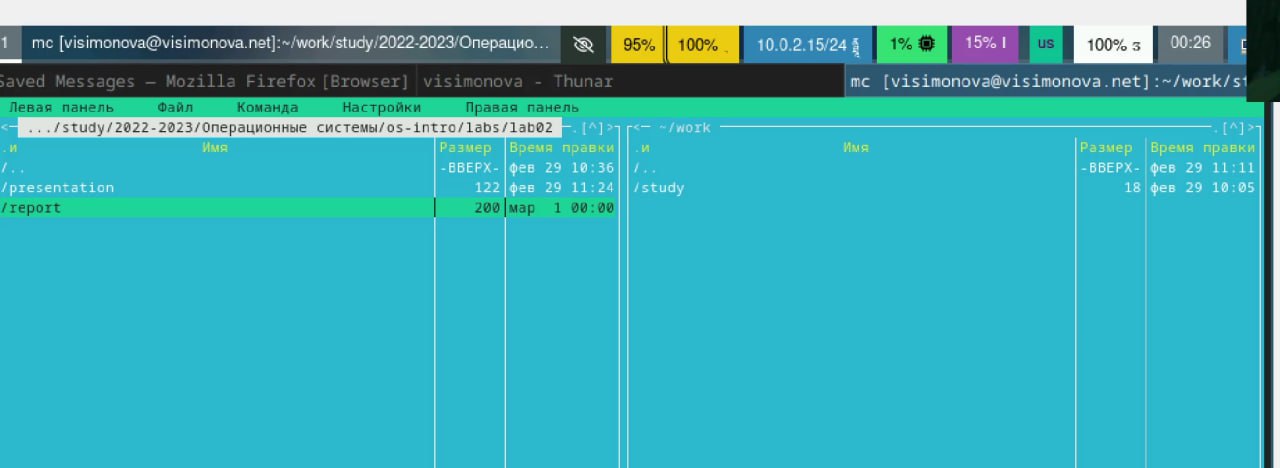 1 mc [visimonova@visimonova.net]:~/work/study/2022-2023/Операцио... 95% 100% 10.0.2.15/24 1% 15% us 100% 00:26
Saved Messages — Mozilla Firefox [Browser] visimonova - Thunar mc [visimonova@visimonova.net]:~/work/st
Левая панель Файл Команда Настройки Правая панель
<— .../study/2022-2023/Операционные системы/os-intro/labs/lab02 —.[^]> <— ~/work —.[^]>
.и Имя Размер Время правки .и Имя Размер Время правки
/.. -ВВЕРХ- фев 29 10:36 /.. -ВВЕРХ- фев 29 11:11
/presentation 122 фев 29 11:24 /study 18 фев 29 10:05
/report 200 мар 1 00:00